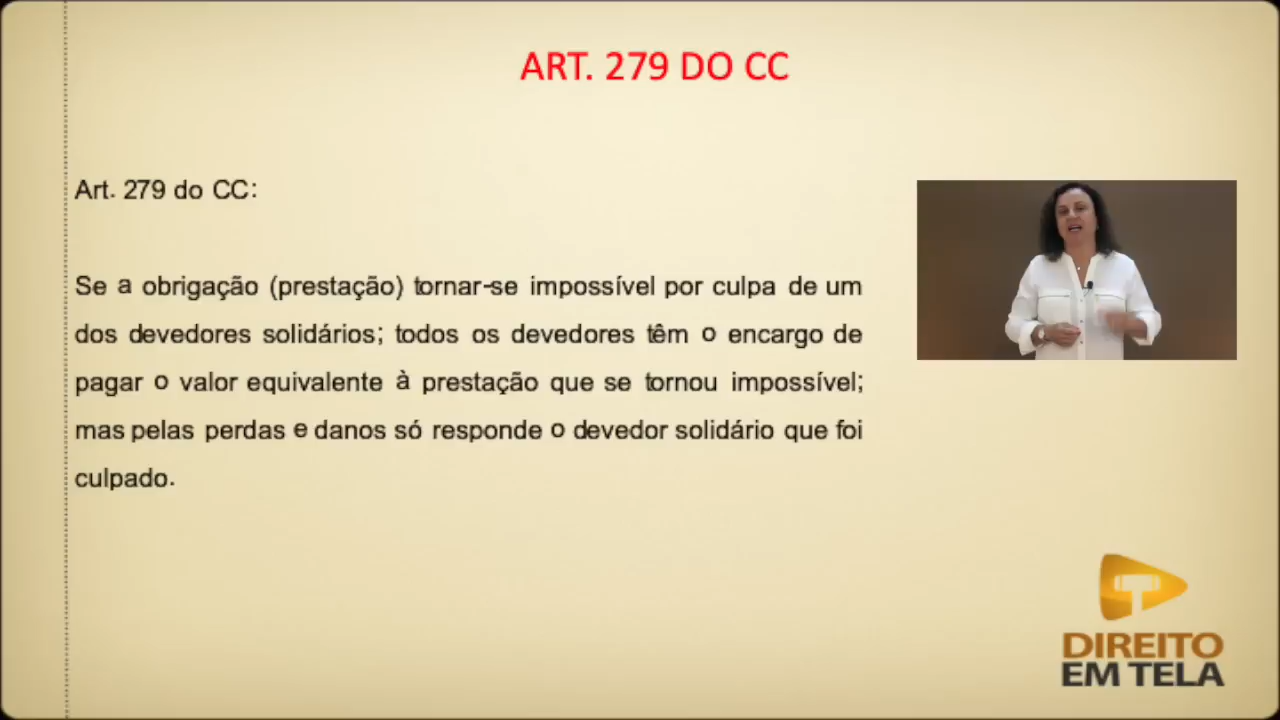 ART. 279 DO CC
Art. 279 do CC:
Se a obrigação (prestação) tornar-se impossível por culpa de um
dos devedores solidários; todos os devedores têm o encargo de
pagar o valor equivalente à prestação que se tornou impossível;
mas pelas perdas e danos só responde o devedor solidário que foi
culpado.
DIREITO
EM TELA